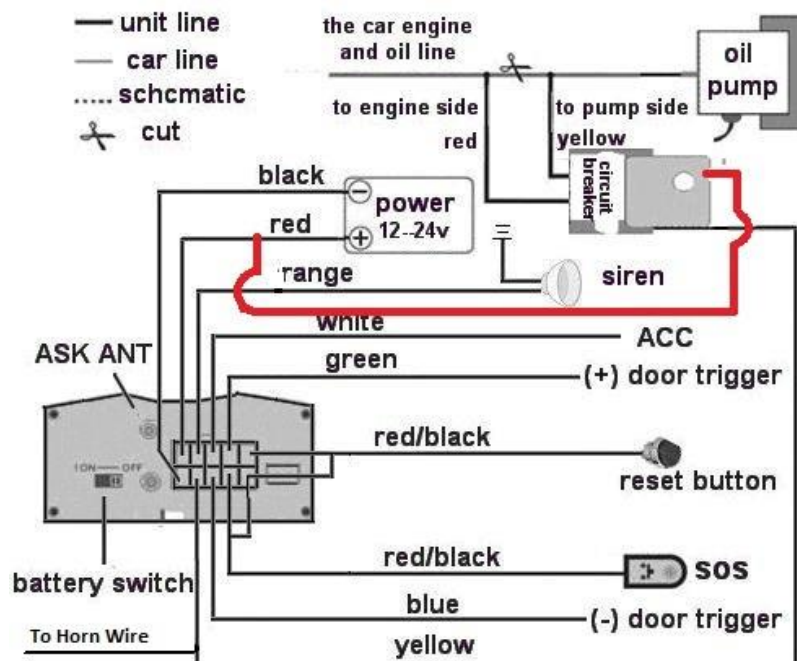 unit line
car line
schcmatic
cut
the car engine
and oil line
oil
pump
to engine side
red
to pump side
yellow
circuit
breaker
black
red
power
12--24v
range
siren
white
ACC
ASK ANT
green
(+) door trigger
red/black
reset button
ION — OFF
battery switch
red/black
SOS
blue
(-) door trigger
To Horn Wire
yellow